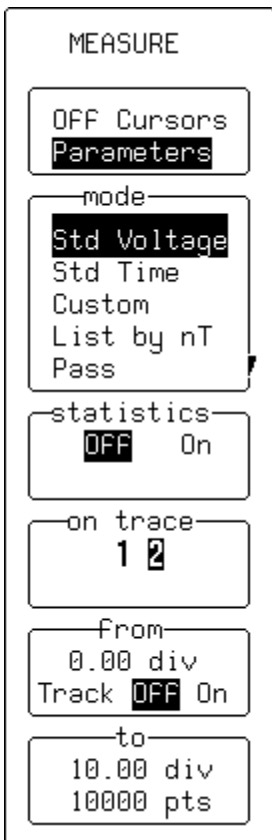 MEASURE
OFF Cursors
Parameters
mode
Std Voltage
Std Time
Custom
List by nT
Pass
statistics
OFF On
on trace
1 2
from
0.00 div
Track OFF On
to
10.00 div
10000 pts